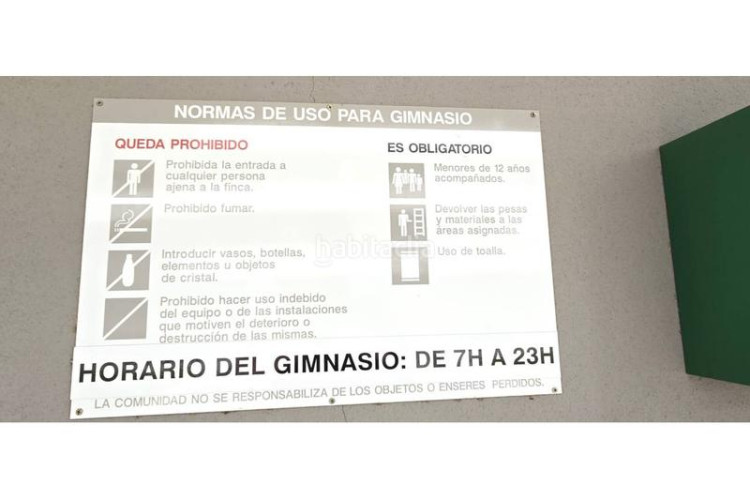 NORMAS DE USO PARA GIMNASIO
QUEDA PROHIBIDO
Prohibida la entrada a
cualquier persona
ajena a la finca.
Prohibido fumar.
Introducir vasos, botellas,
elementos u objetos
de cristal.
Prohibido hacer uso indebido
del equipo o de las instalaciones
que motiven el deterioro o
destrucción de las mismas.
ES OBLIGATORIO
Menores de 12 años
acompañados.
Devolver las pesas
y materiales a las
áreas asignadas.
Uso de toalla.
habitaclia
HORARIO DEL GIMNASIO: DE 7H A 23H
LA COMUNIDAD NO SE RESPONSABILIZA DE LOS OBJETOS O ENSERES PERDIDOS.